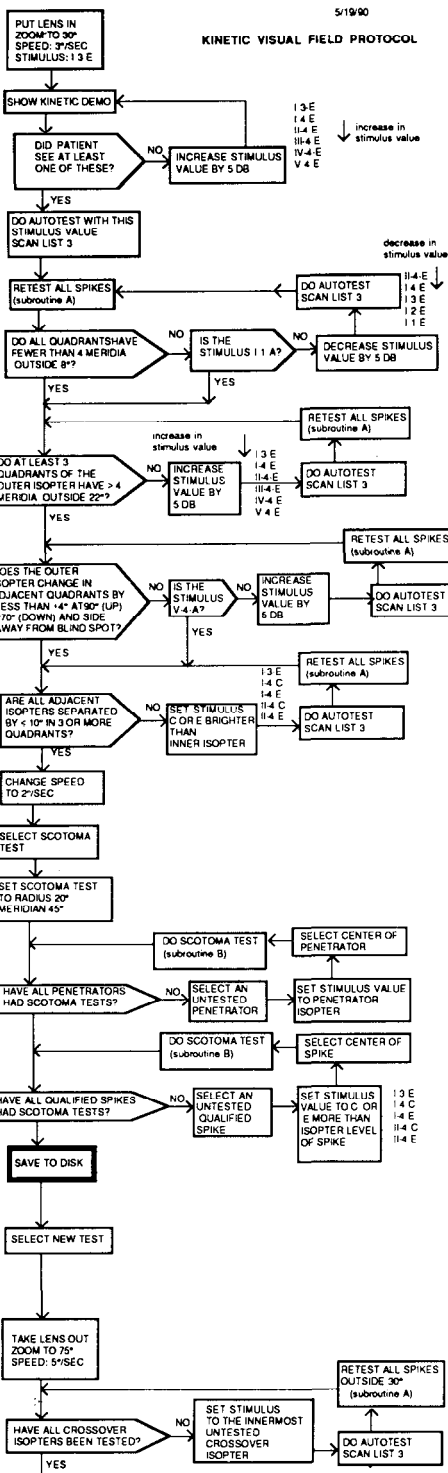 5/19/90
KINETIC VISUAL FIELD PROTOCOL
PUT LENS IN
ZOOM TO 30°
SPEED: 3°/SEC
STIMULUS: I 3 E
SHOW KINETIC DEMO
DID PATIENT
SEE AT LEAST
ONE OF THESE?
NO
INCREASE STIMULUS
VALUE BY 5 DB
I 3-E
I 4 E
II-4 E
III-4 E
IV-4-E
V 4 E
increase in
stimulus value
YES
DO AUTOTEST WITH THIS
STIMULUS VALUE
SCAN LIST 3
RETEST ALL SPIKES
(subroutine A)
DO AUTOTEST
SCAN LIST 3
decrease in
stimulus value
II-4-E
I 4 E
I 3 E
I 2 E
I 1 E
DO ALL QUADRANTS HAVE
FEWER THAN 4 MERIDIA
OUTSIDE 8°?
NO
IS THE
STIMULUS I 1 A?
NO
DECREASE STIMULUS
VALUE BY 5 DB
YES
YES
RETEST ALL SPIKES
(subroutine A)
DO AT LEAST 3
QUADRANTS OF THE
OUTER ISOPTER HAVE > 4
MERIDIA OUTSIDE 22°?
NO
INCREASE
STIMULUS
VALUE BY
5 DB
increase in
stimulus value
I 3 E
I-4 E
II-4 E
III-4-E
IV-4 E
V 4 E
DO AUTOTEST
SCAN LIST 3
YES
RETEST ALL SPIKES
(subroutine A)
DOES THE OUTER
ISOPTER CHANGE IN
ADJACENT QUADRANTS BY
LESS THAN +4° AT 90° (UP)
270° (DOWN) AND SIDE
AWAY FROM BLIND SPOT?
NO
IS THE
STIMULUS
V-4-A?
NO
INCREASE
STIMULUS
VALUE BY
5 DB
DO AUTOTEST
SCAN LIST 3
YES
YES
RETEST ALL SPIKES
(subroutine A)
ARE ALL ADJACENT
ISOPTERS SEPARATED
BY < 10° IN 3 OR MORE
QUADRANTS?
NO
SET STIMULUS
C OR E BRIGHTER
THAN
INNER ISOPTER
I 3 E
I-4 C
I-4 E
II-4 C
II-4 E
DO AUTOTEST
SCAN LIST 3
YES
CHANGE SPEED
TO 2°/SEC
SELECT SCOTOMA
TEST
SET SCOTOMA TEST
TO RADIUS 20°
MERIDIAN 45°
DO SCOTOMA TEST
(subroutine B)
SELECT CENTER OF
PENETRATOR
HAVE ALL PENETRATORS
HAD SCOTOMA TESTS?
NO
SELECT AN
UNTESTED
PENETRATOR
SET STIMULUS VALUE
TO PENETRATOR
ISOPTER
DO SCOTOMA TEST
(subroutine B)
SELECT CENTER OF
SPIKE
HAVE ALL QUALIFIED SPIKES
HAD SCOTOMA TESTS?
NO
SELECT AN
UNTESTED
QUALIFIED
SPIKE
SET STIMULUS
VALUE TO C OR
E MORE THAN
ISOPTER LEVEL
OF SPIKE
I 3 E
I 4 C
I-4 E
II-4 C
II-4 E
SAVE TO DISK
SELECT NEW TEST
TAKE LENS OUT
ZOOM TO 75°
SPEED: 5°/SEC
RETEST ALL SPIKES
OUTSIDE 30°
(subroutine A)
HAVE ALL CROSSOVER
ISOPTERS BEEN TESTED?
NO
SET STIMULUS
TO THE INNERMOST
UNTESTED
CROSSOVER
ISOPTER
DO AUTOTEST
SCAN LIST 3
YES